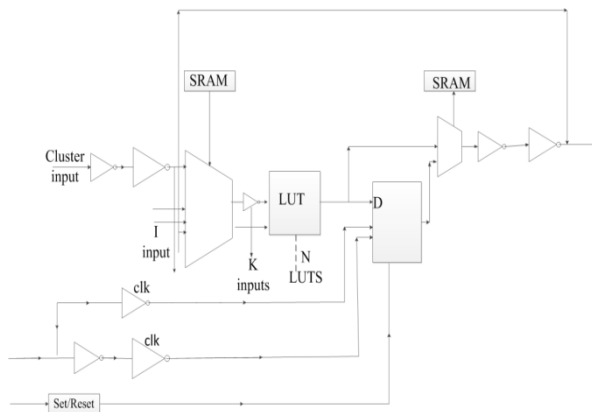 SRAM
SRAM
Cluster
input
LUT
D
I
input
K
inputs
N
LUTS
clk
clk
Set/Reset